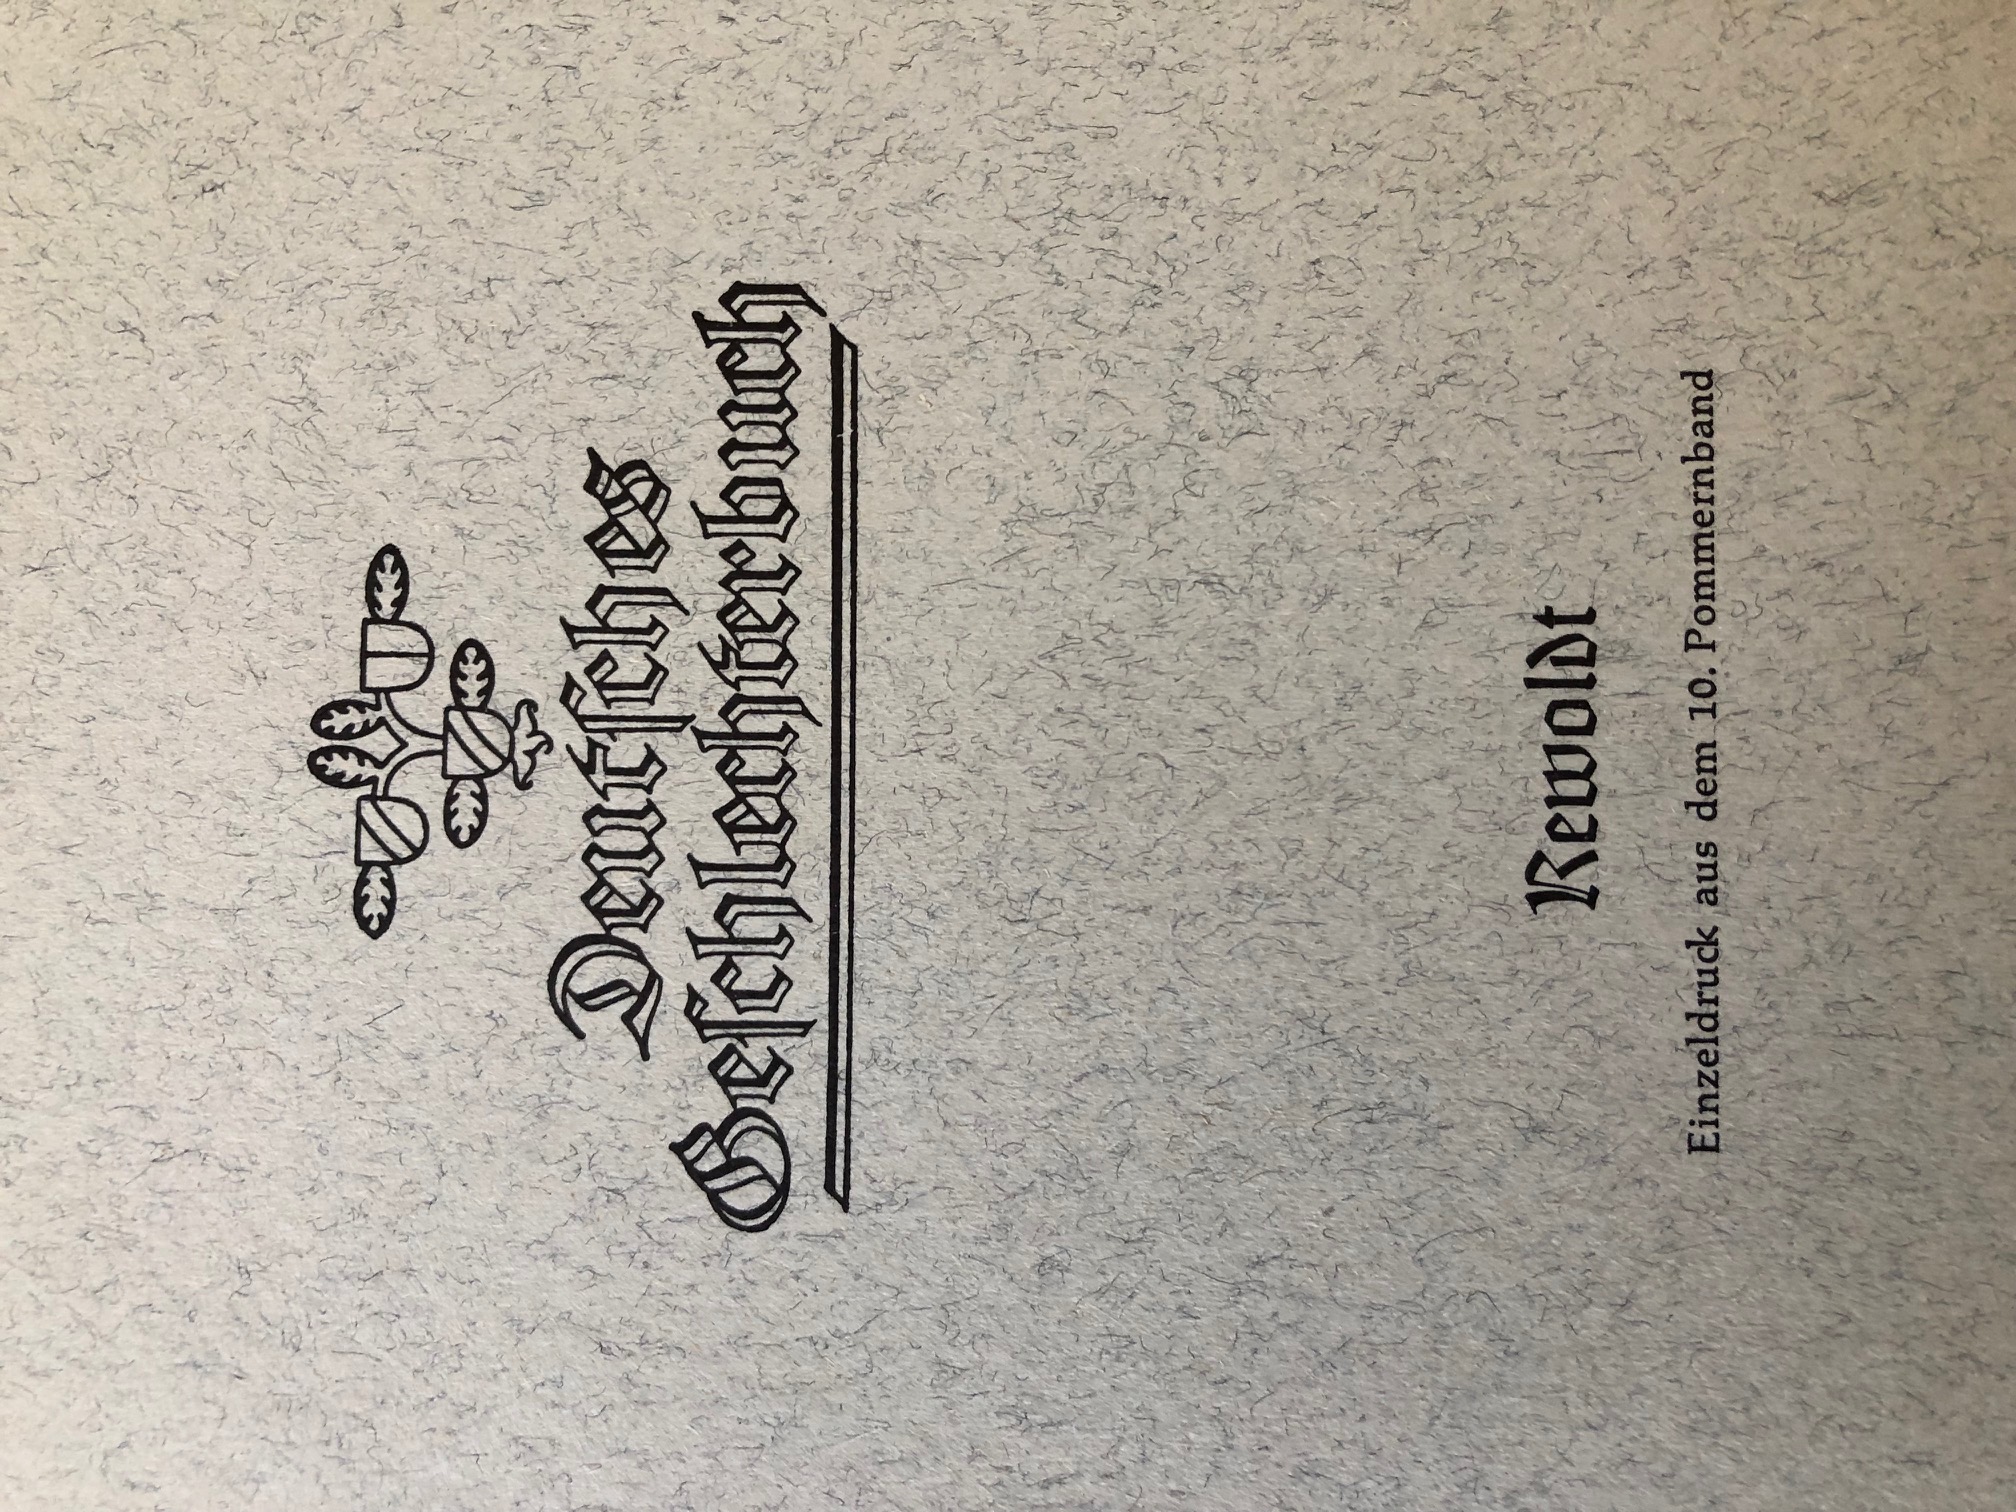 Deutſches
Geſchlechterbuch
Rewoldt
Einzeldruck aus dem 10. Pommernband